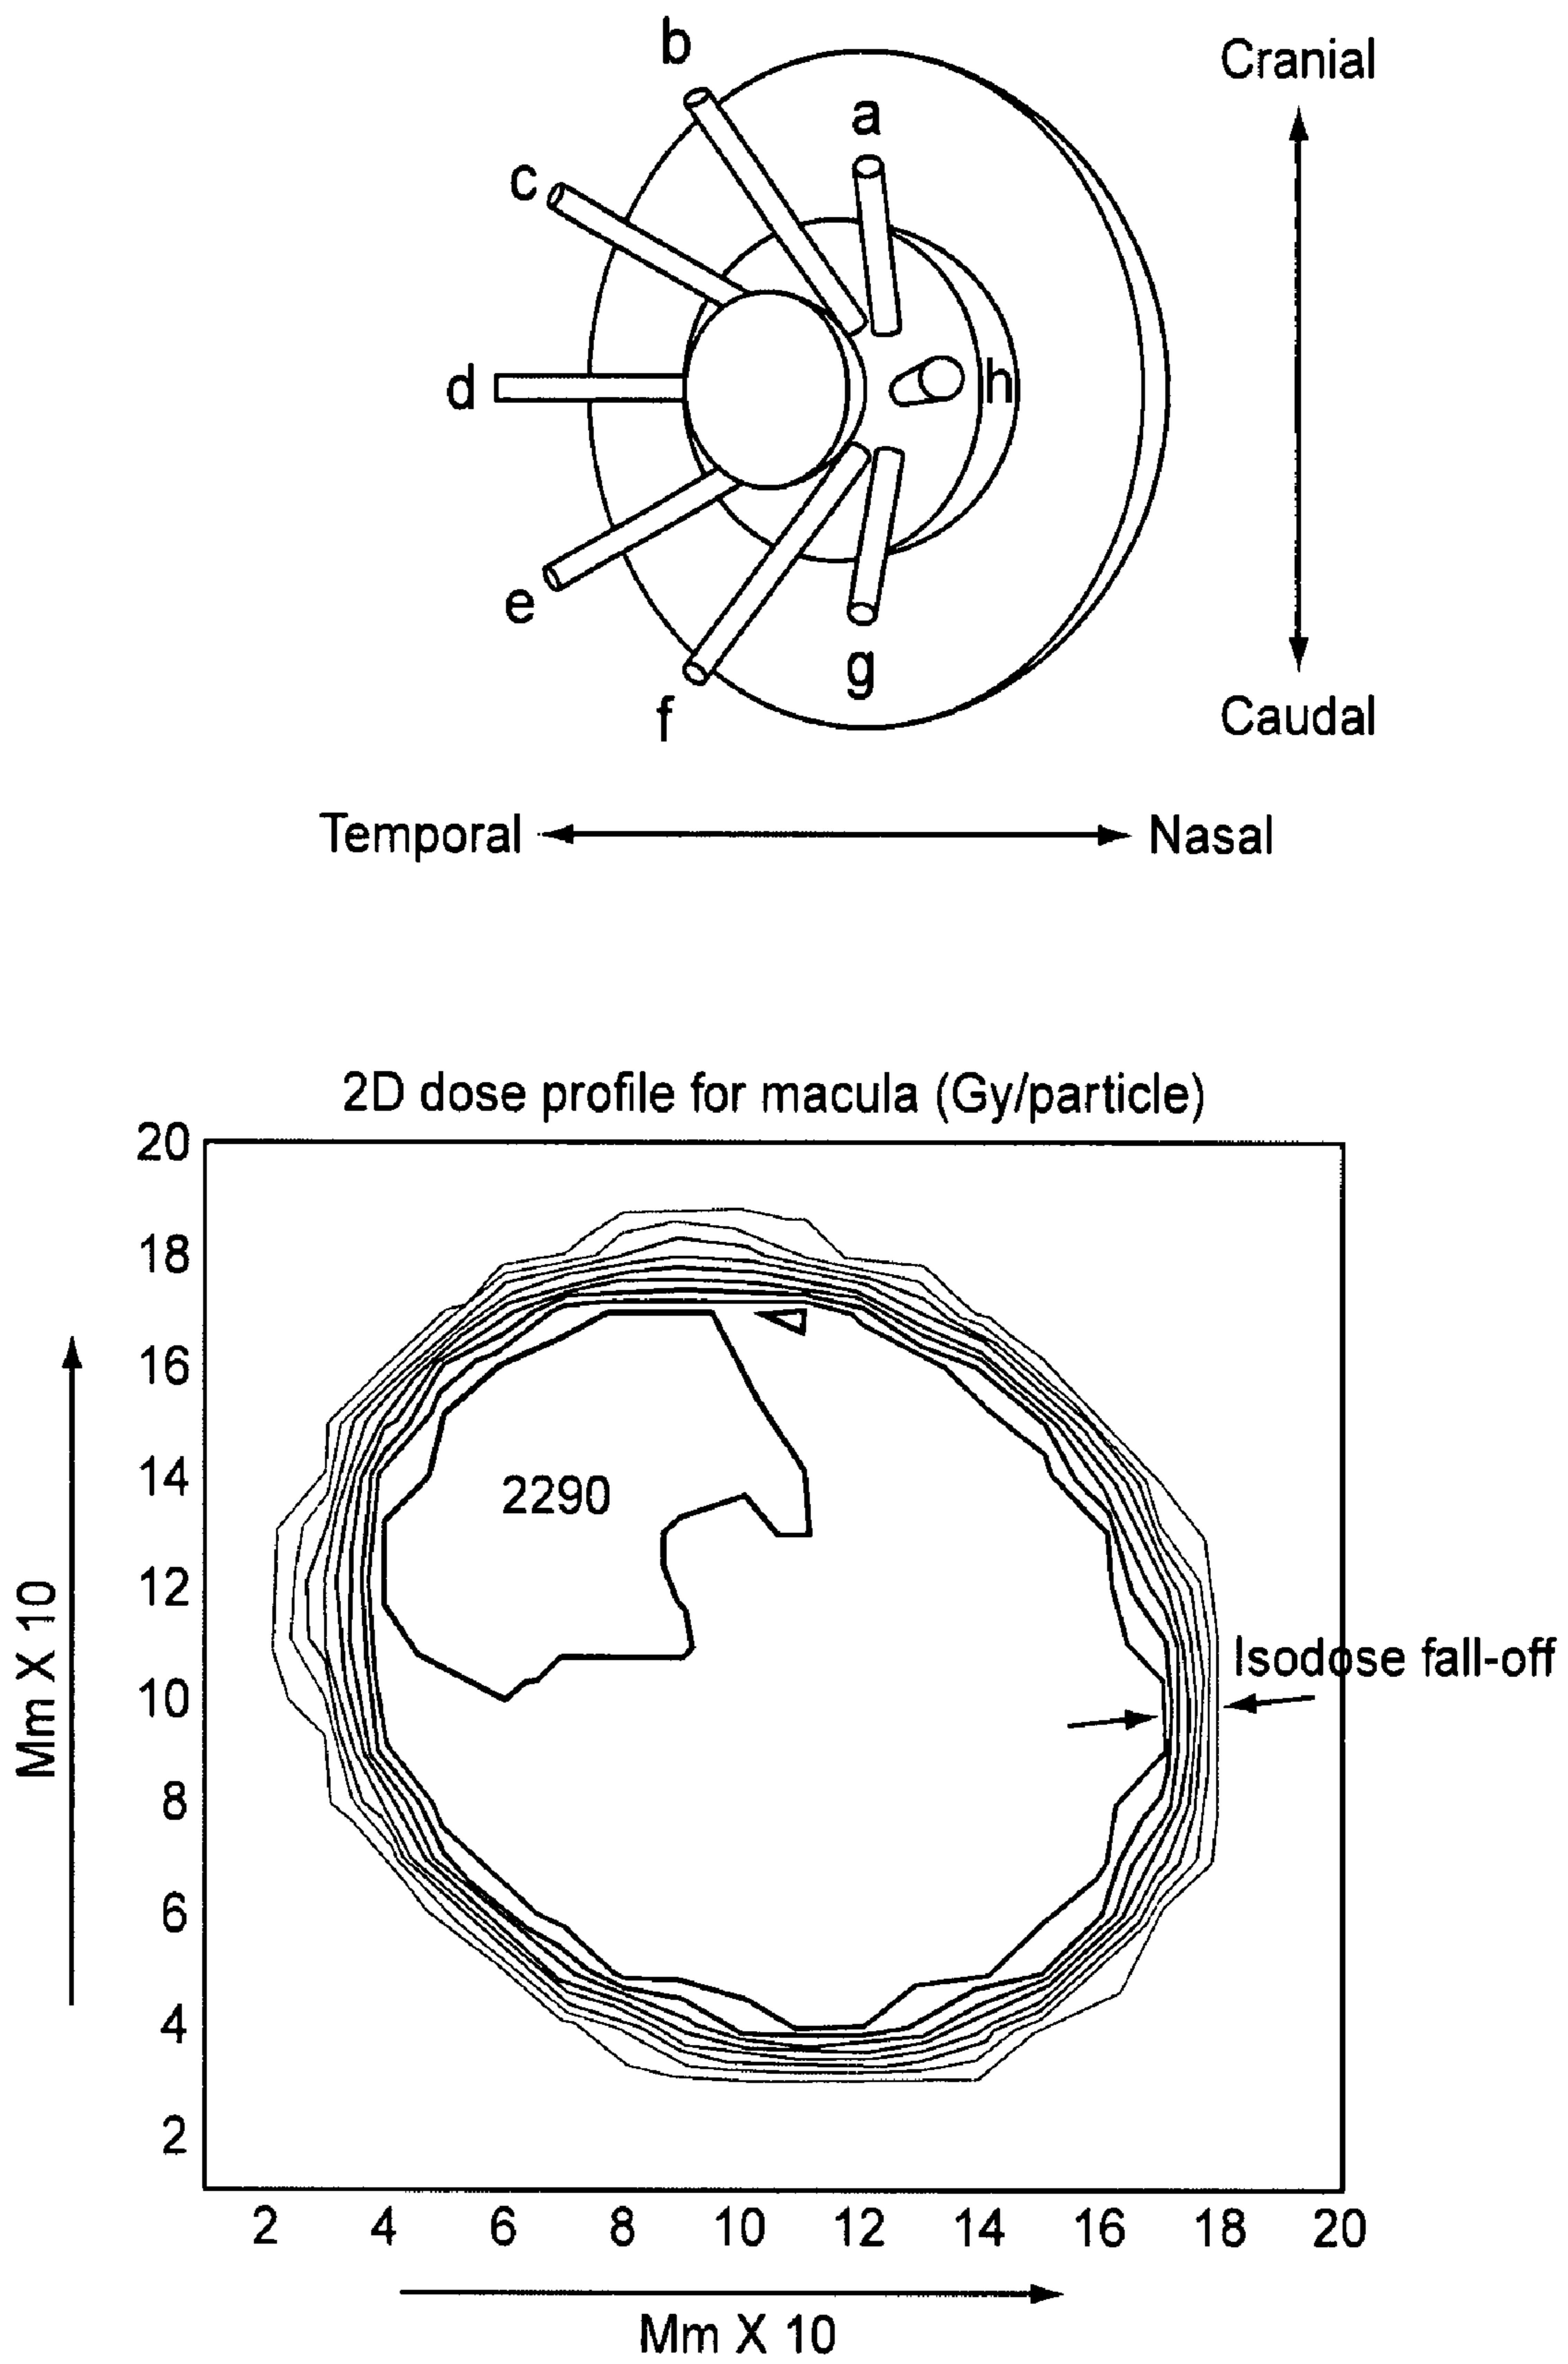 b
Cranial
a
c
d
h
e
g
f
Caudal
Temporal
Nasal
2D dose profile for macula (Gy/particle)
20
18
16
14
12
10
8
6
4
2
Mm X 10
2290
Isodose fall-off
2 4 6 8 10 12 14 16 18 20
Mm X 10